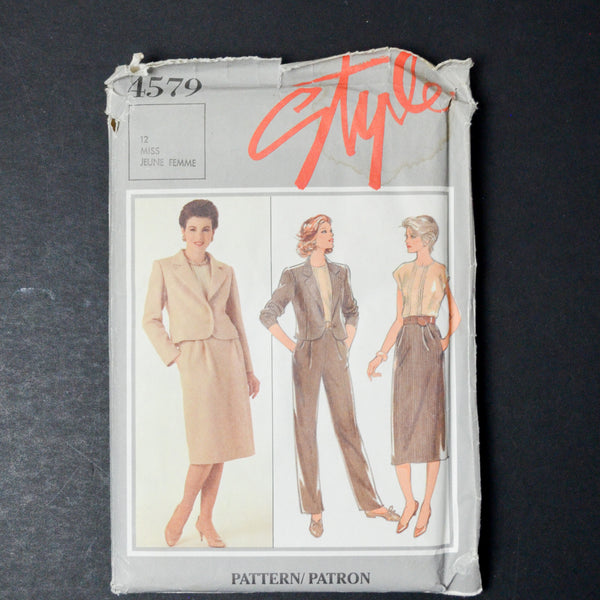 4579
Style
12
MISS
JEUNE FEMME
PATTERN/PATRON